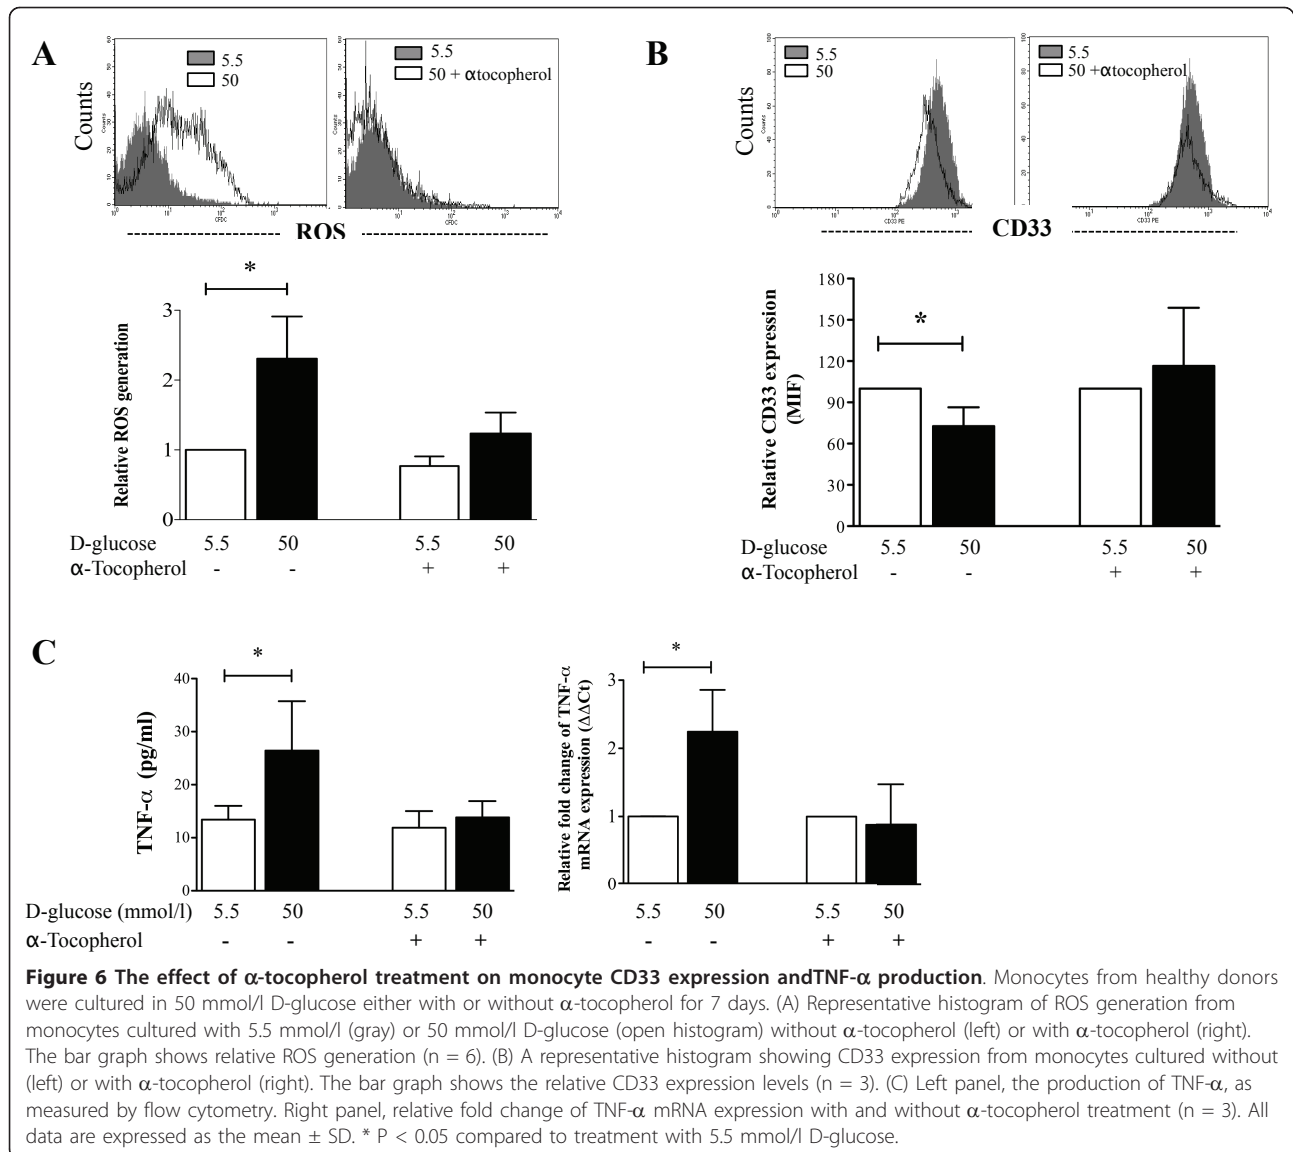 A
5.5
50
5.5
50 + αtocopherol
Counts
Counts
Counts
CFDC
CFDC
ROS
*
Relative ROS generation
3
2
1
0
D-glucose 5.5 50 5.5 50
α-Tocopherol - - + +
B
5.5
50
5.5
50 +αtocopherol
Counts
Counts
CD33 PE
CD33 PE
CD33
*
Relative CD33 expression
(MIF)
180
150
120
90
60
30
0
D-glucose 5.5 50 5.5 50
α-Tocopherol - - + +
C
*
TNF-α (pg/ml)
40
30
20
10
0
D-glucose (mmol/l) 5.5 50 5.5 50
α-Tocopherol - - + +
*
Relative fold change of TNF-α
mRNA expression (ΔΔCt)
3
2
1
0
5.5 50 5.5 50
- - + +
Figure 6 The effect of α-tocopherol treatment on monocyte CD33 expression andTNF-α production. Monocytes from healthy donors
were cultured in 50 mmol/l D-glucose either with or without α-tocopherol for 7 days. (A) Representative histogram of ROS generation from
monocytes cultured with 5.5 mmol/l (gray) or 50 mmol/l D-glucose (open histogram) without α-tocopherol (left) or with α-tocopherol (right).
The bar graph shows relative ROS generation (n = 6). (B) A representative histogram showing CD33 expression from monocytes cultured without
(left) or with α-tocopherol (right). The bar graph shows the relative CD33 expression levels (n = 3). (C) Left panel, the production of TNF-α, as
measured by flow cytometry. Right panel, relative fold change of TNF-α mRNA expression with and without α-tocopherol treatment (n = 3). All
data are expressed as the mean ± SD. * P < 0.05 compared to treatment with 5.5 mmol/l D-glucose.